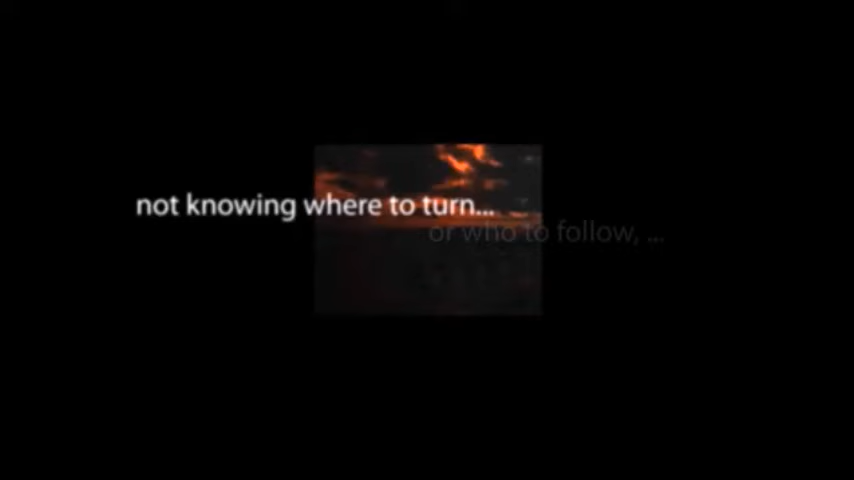 not knowing where to turn...
or who to follow, ...